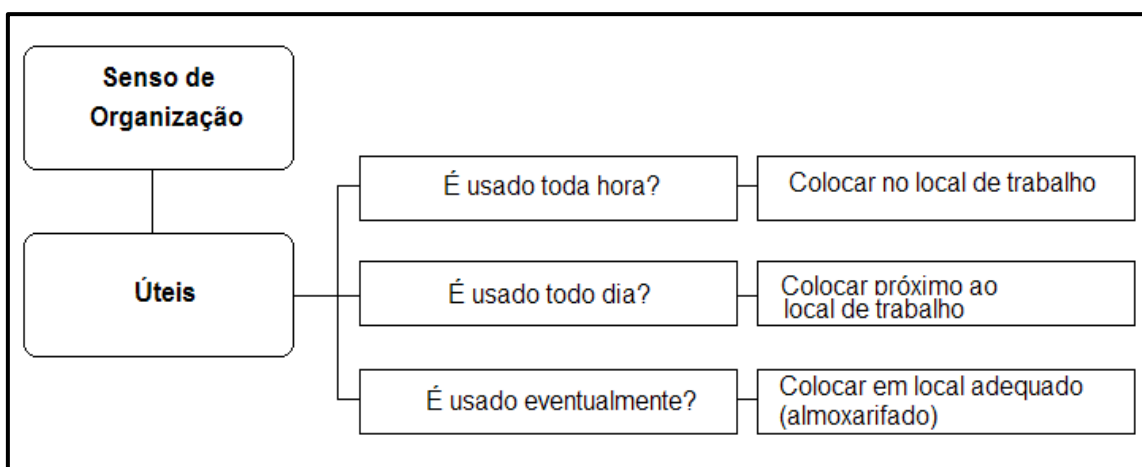 Senso de
Organização
É usado toda hora?
Colocar no local de trabalho
Úteis
É usado todo dia?
Colocar próximo ao
local de trabalho
É usado eventualmente?
Colocar em local adequado
(almoxarifado)